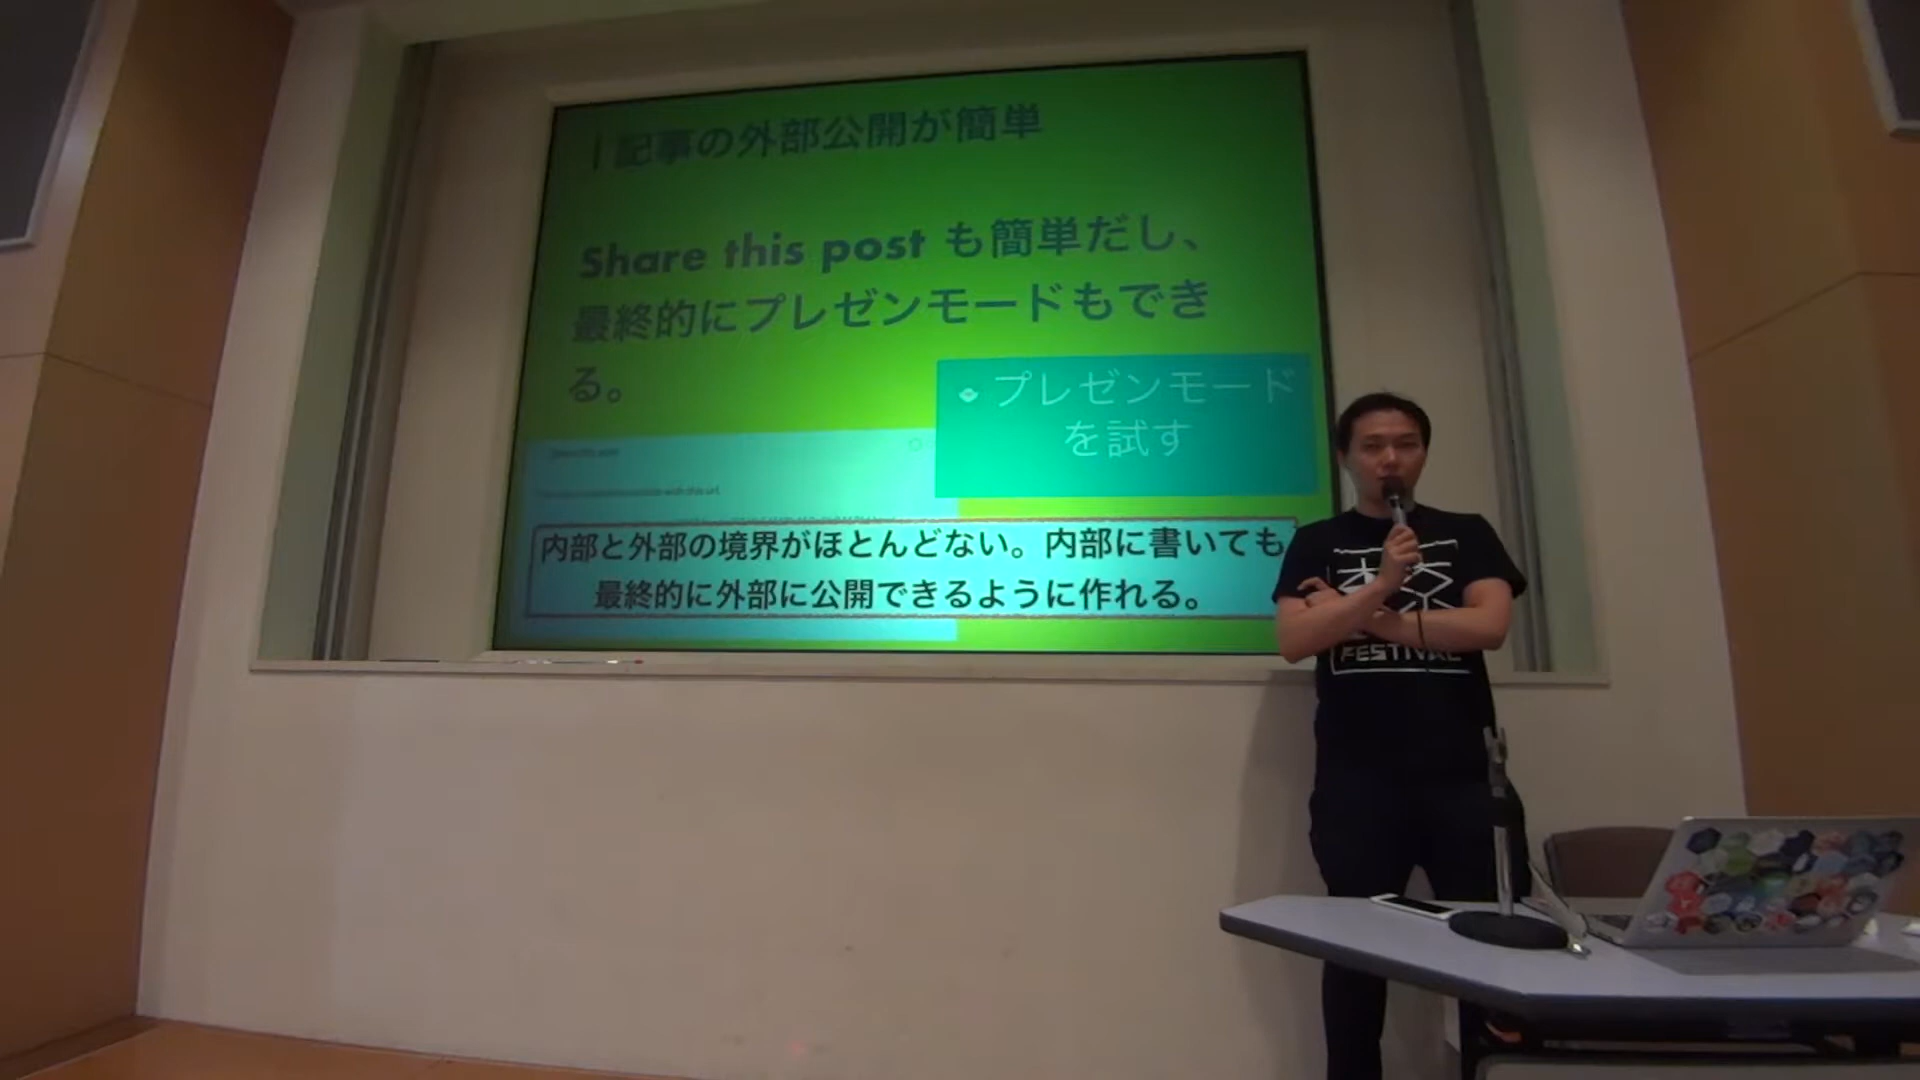 記事の外部公開が簡単
Share this post も簡単だし、
最終的にプレゼンモードもでき
る。
プレゼンモード
を試す
内部と外部の境界がほとんどない。内部に書いても
最終的に外部に公開できるように作れる。
FESTIVAL